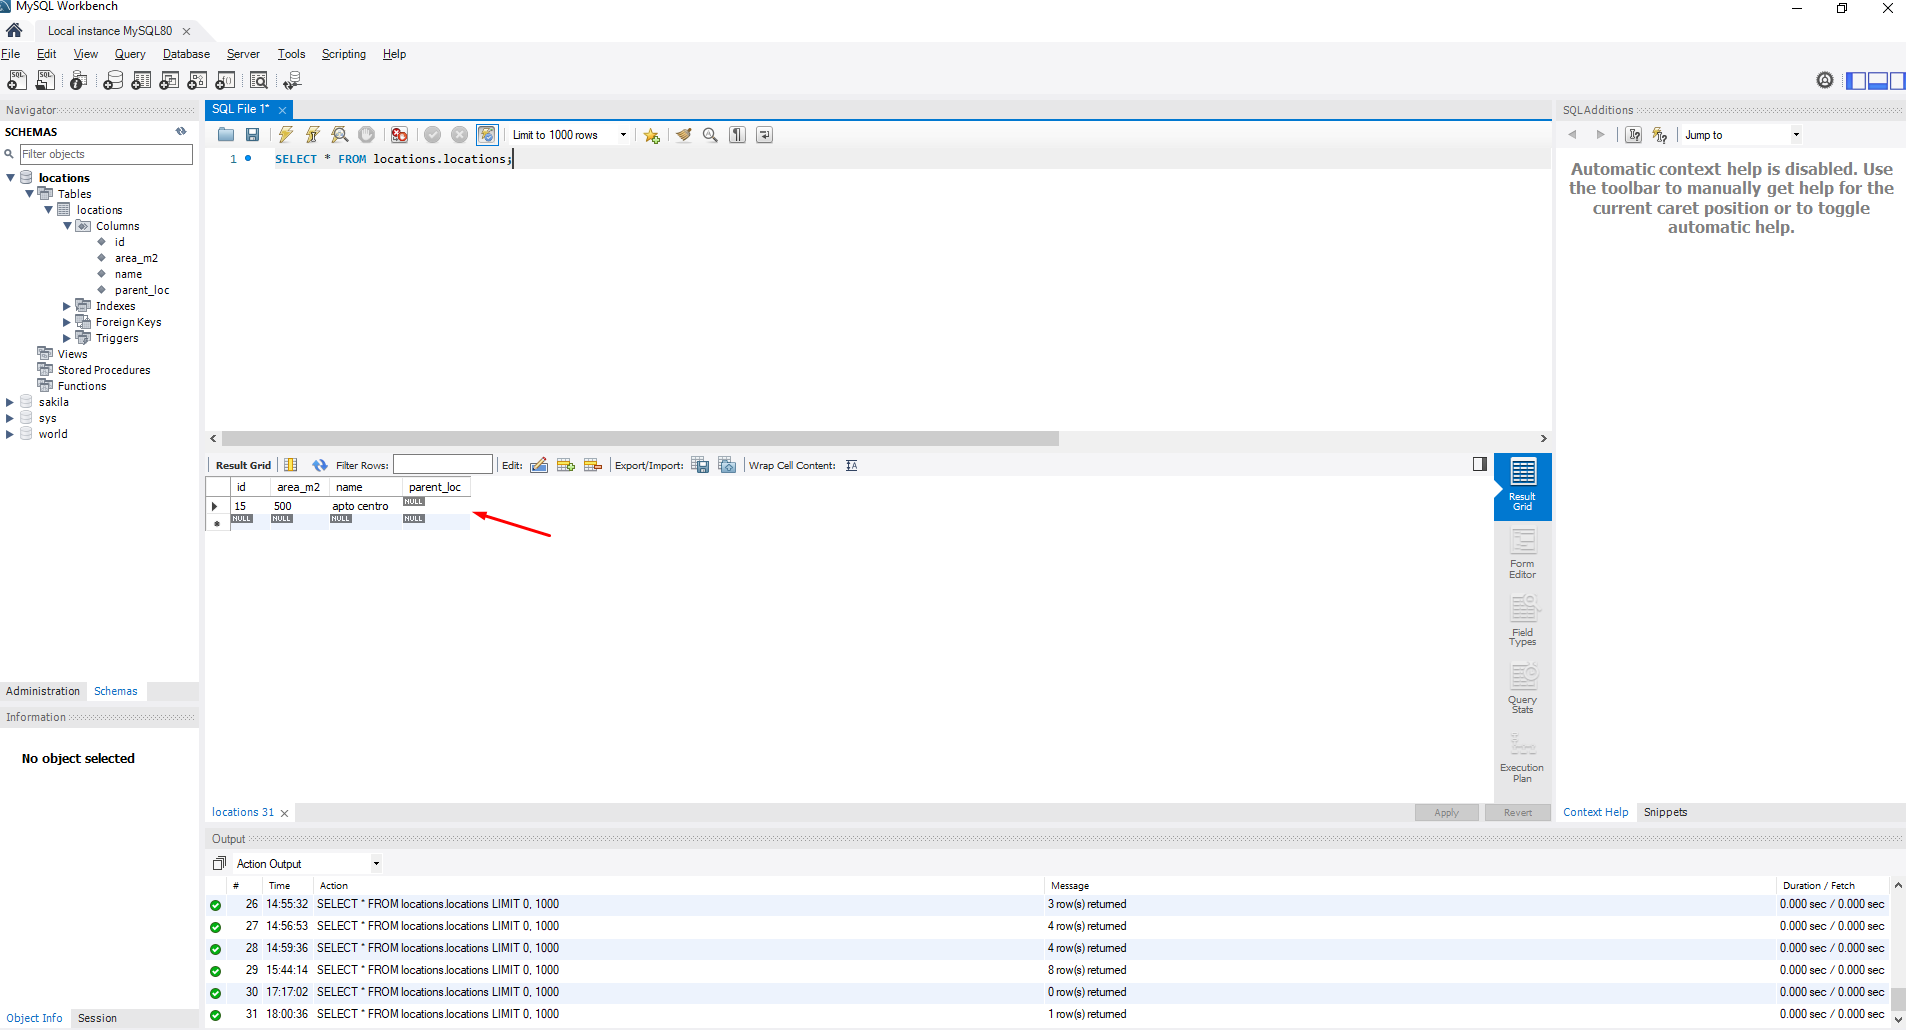 MySQL Workbench
Local instance MySQL80
File Edit View Query Database Server Tools Scripting Help
Navigator
SCHEMAS
Filter objects
locations
Tables
locations
Columns
id
area_m2
name
parent_loc
Indexes
Foreign Keys
Triggers
Views
Stored Procedures
Functions
sakila
sys
world
Administration Schemas
Information
No object selected
Object Info Session
SQL File 1*
Limit to 1000 rows
1 SELECT * FROM locations.locations;
Result Grid Filter Rows: Edit: Export/Import: Wrap Cell Content:
id area_m2 name parent_loc
15 500 apto centro NULL
NULL NULL NULL NULL
Result
Grid
Form
Editor
Field
Types
Query
Stats
Execution
Plan
locations 31 Apply Revert
Output
Action Output
# Time Action Message Duration / Fetch
26 14:55:32 SELECT * FROM locations.locations LIMIT 0, 1000 3 row(s) returned 0.000 sec / 0.000 sec
27 14:56:53 SELECT * FROM locations.locations LIMIT 0, 1000 4 row(s) returned 0.000 sec / 0.000 sec
28 14:59:36 SELECT * FROM locations.locations LIMIT 0, 1000 4 row(s) returned 0.000 sec / 0.000 sec
29 15:44:14 SELECT * FROM locations.locations LIMIT 0, 1000 8 row(s) returned 0.000 sec / 0.000 sec
30 17:17:02 SELECT * FROM locations.locations LIMIT 0, 1000 0 row(s) returned 0.000 sec / 0.000 sec
31 18:00:36 SELECT * FROM locations.locations LIMIT 0, 1000 1 row(s) returned 0.000 sec / 0.000 sec
SQLAdditions
Jump to
Automatic context help is disabled. Use
the toolbar to manually get help for the
current caret position or to toggle
automatic help.
Context Help Snippets